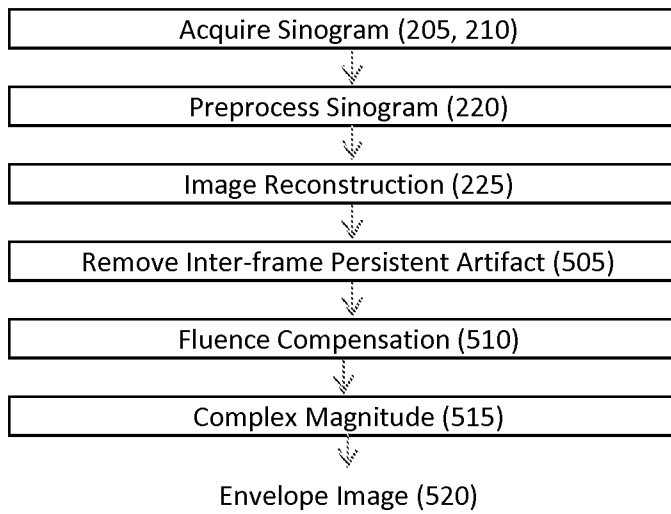 Acquire Sinogram (205, 210)
Preprocess Sinogram (220)
Image Reconstruction (225)
Remove Inter-frame Persistent Artifact (505)
Fluence Compensation (510)
Complex Magnitude (515)
Envelope Image (520)